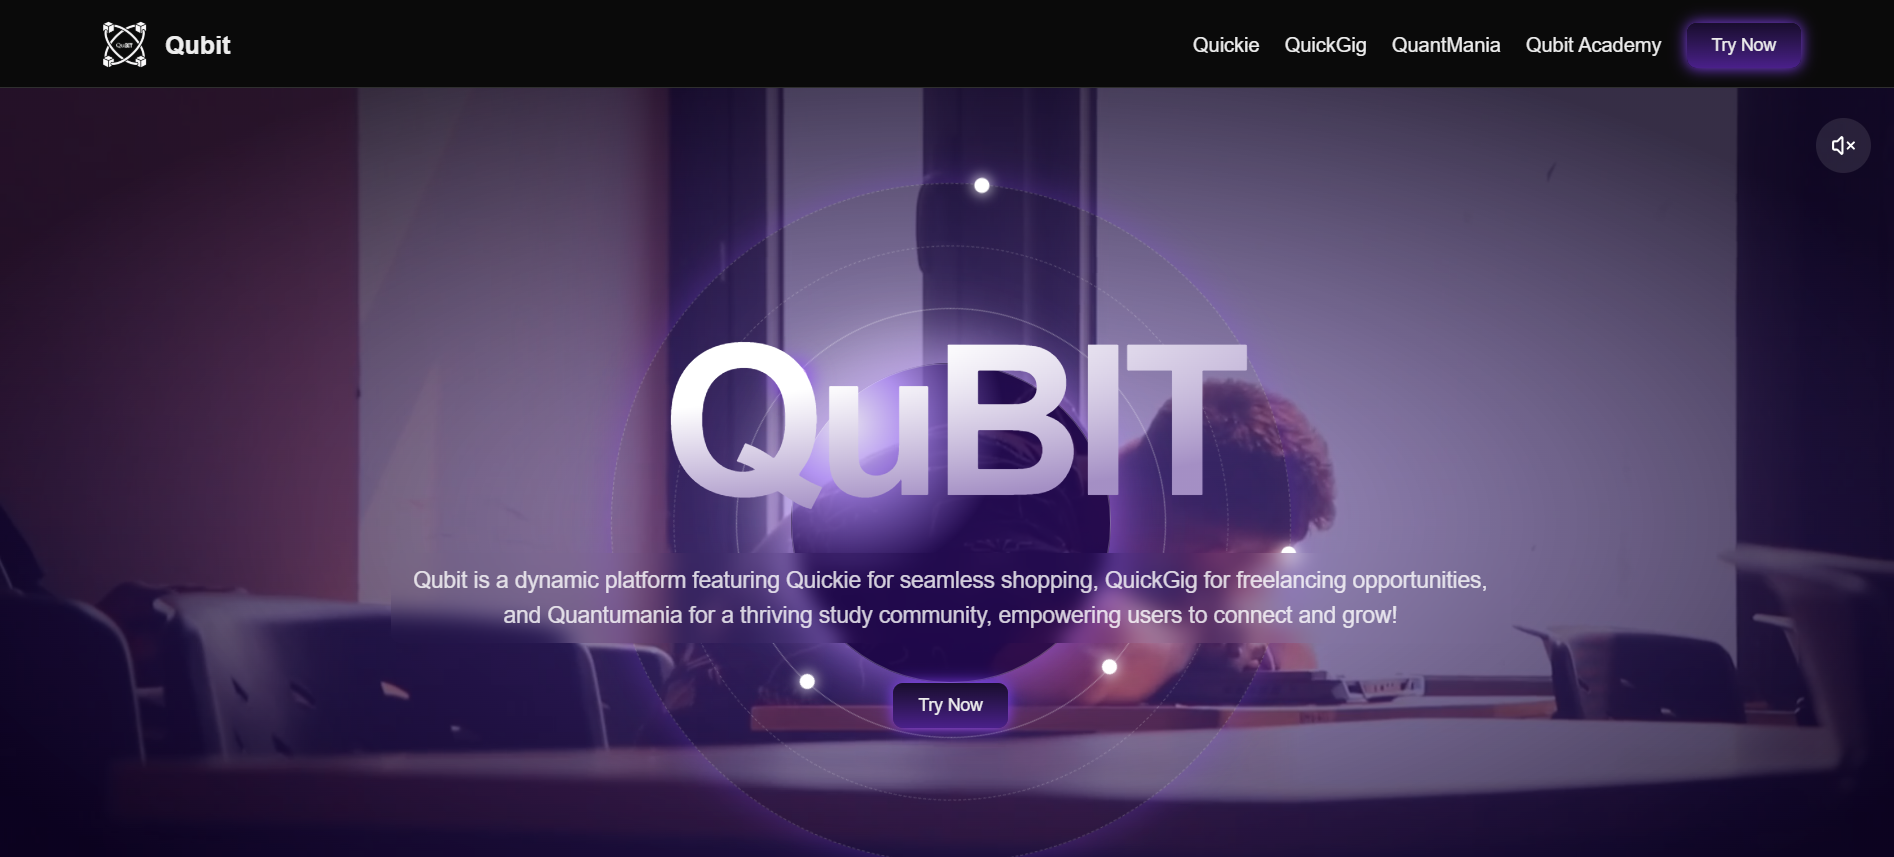 QuBIT
Qubit
Quickie
QuickGig
QuantMania
Qubit Academy
Try Now
QuBIT
Qubit is a dynamic platform featuring Quickie for seamless shopping, QuickGig for freelancing opportunities,
and Quantumania for a thriving study community, empowering users to connect and grow!
Try Now